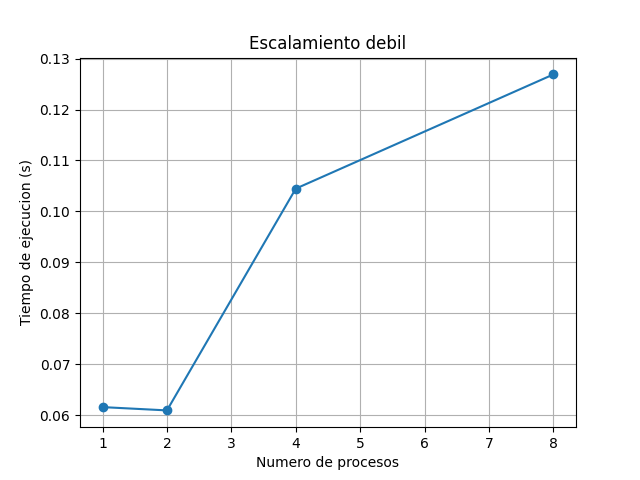 Escalamiento debil
0.13
0.12
0.11
0.10
0.09
0.08
0.07
0.06
Tiempo de ejecucion (s)
1 2 3 4 5 6 7 8
Numero de procesos